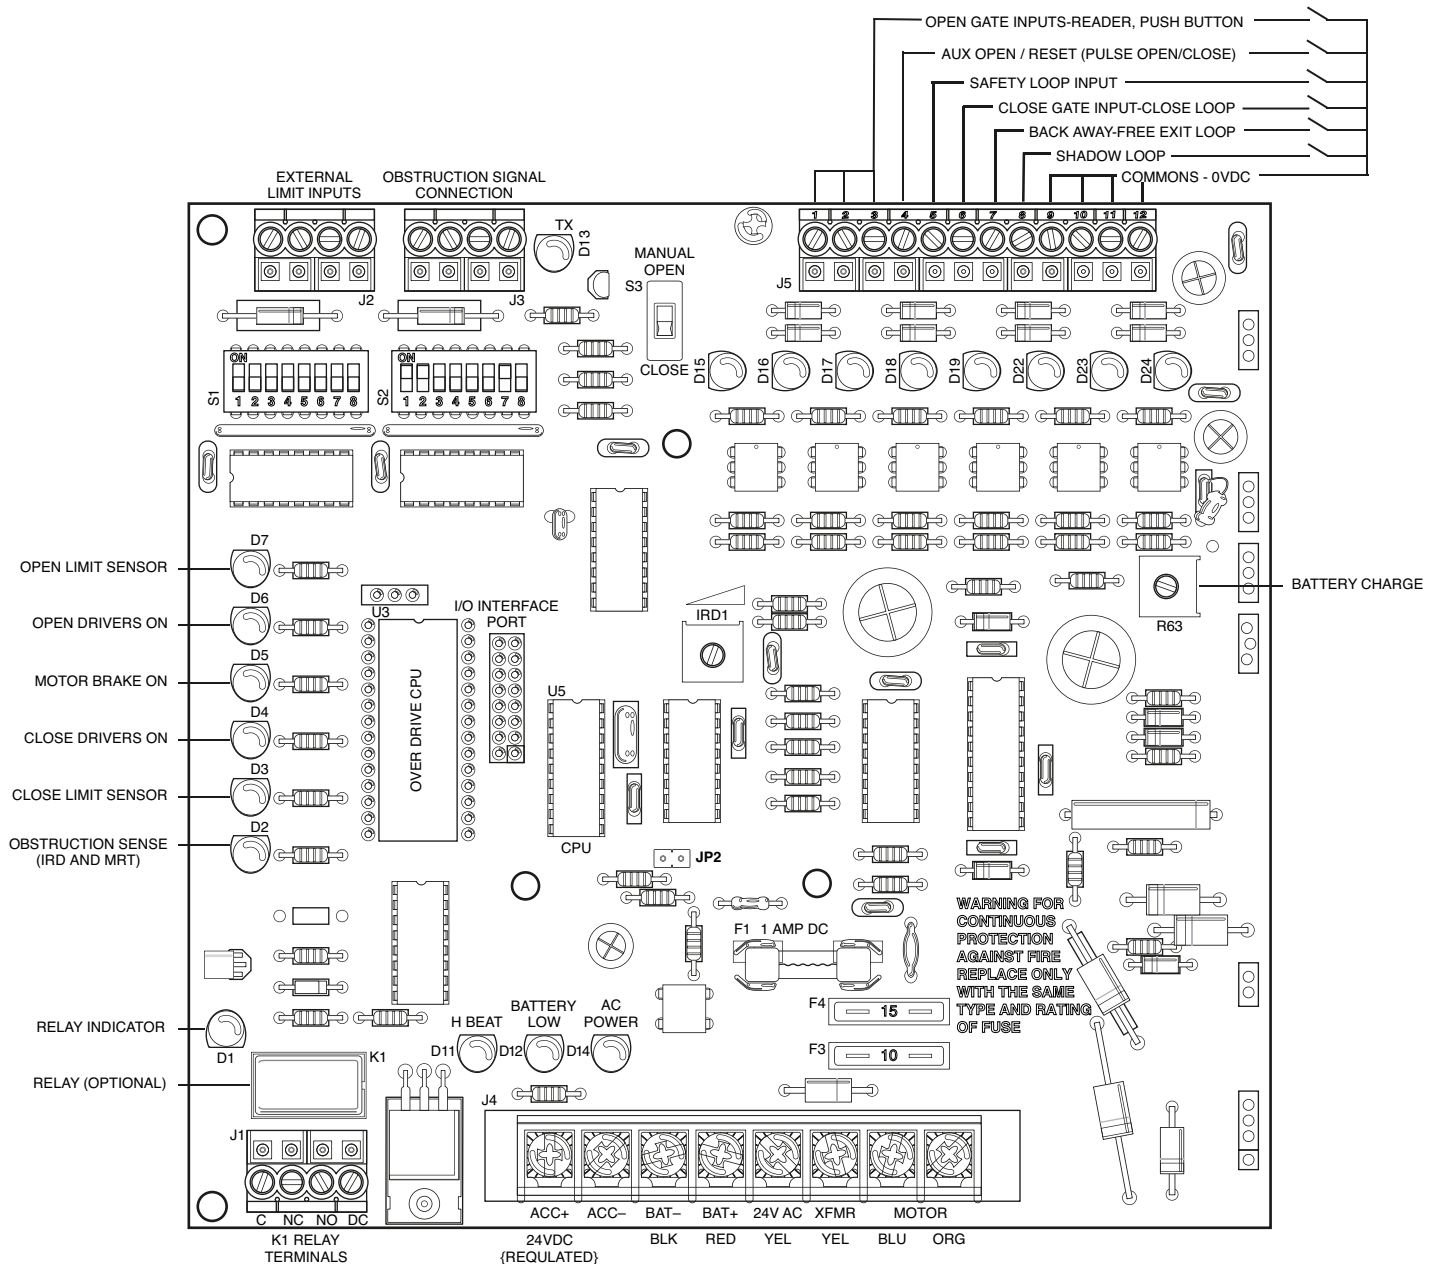 OPEN GATE INPUTS-READER, PUSH BUTTON
AUX OPEN / RESET (PULSE OPEN/CLOSE)
SAFETY LOOP INPUT
CLOSE GATE INPUT-CLOSE LOOP
BACK AWAY-FREE EXIT LOOP
SHADOW LOOP
COMMONS - 0VDC
EXTERNAL
LIMIT INPUTS
OBSTRUCTION SIGNAL
CONNECTION
1 2 3 4 5 6 7 8 9 10 11 12
TX
D13
J2
J3
J5
MANUAL
OPEN
S3
CLOSE
ON
S1
1 2 3 4 5 6 7 8
ON
S2
1 2 3 4 5 6 7 8
D15
D16
D17
D18
D19
D22
D23
D24
OPEN LIMIT SENSOR
D7
OPEN DRIVERS ON
D6
MOTOR BRAKE ON
D5
CLOSE DRIVERS ON
D4
CLOSE LIMIT SENSOR
D3
OBSTRUCTION SENSE
(IRD AND MRT)
D2
U3
OVER DRIVE CPU
I/O INTERFACE
PORT
IRD1
BATTERY CHARGE
R63
U5
CPU
JP2
F1 1 AMP DC
WARNING FOR
CONTINUOUS
PROTECTION
AGAINST FIRE
REPLACE ONLY
WITH THE SAME
TYPE AND RATING
OF FUSE
F4
15
F3
10
RELAY INDICATOR
D1
H BEAT
D11
BATTERY
LOW
D12
AC
POWER
D14
RELAY (OPTIONAL)
K1
J1
J4
C NC NO DC
K1 RELAY
TERMINALS
ACC+ ACC– BAT– BAT+ 24V AC XFMR MOTOR
24VDC BLK RED YEL YEL BLU ORG
{REQULATED}